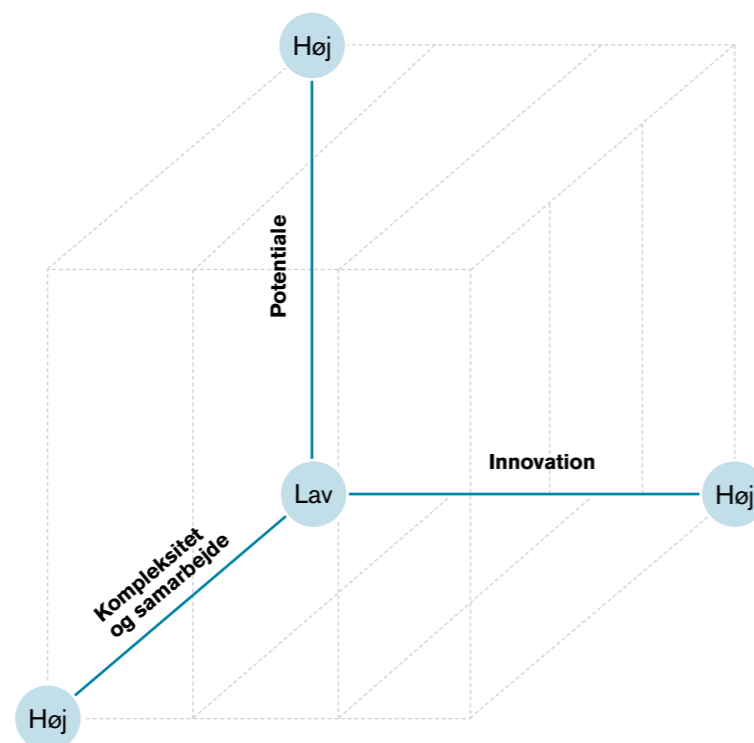 Høj
Potentiale
Innovation
Lav
Høj
Kompleksitet
og samarbejde
Høj